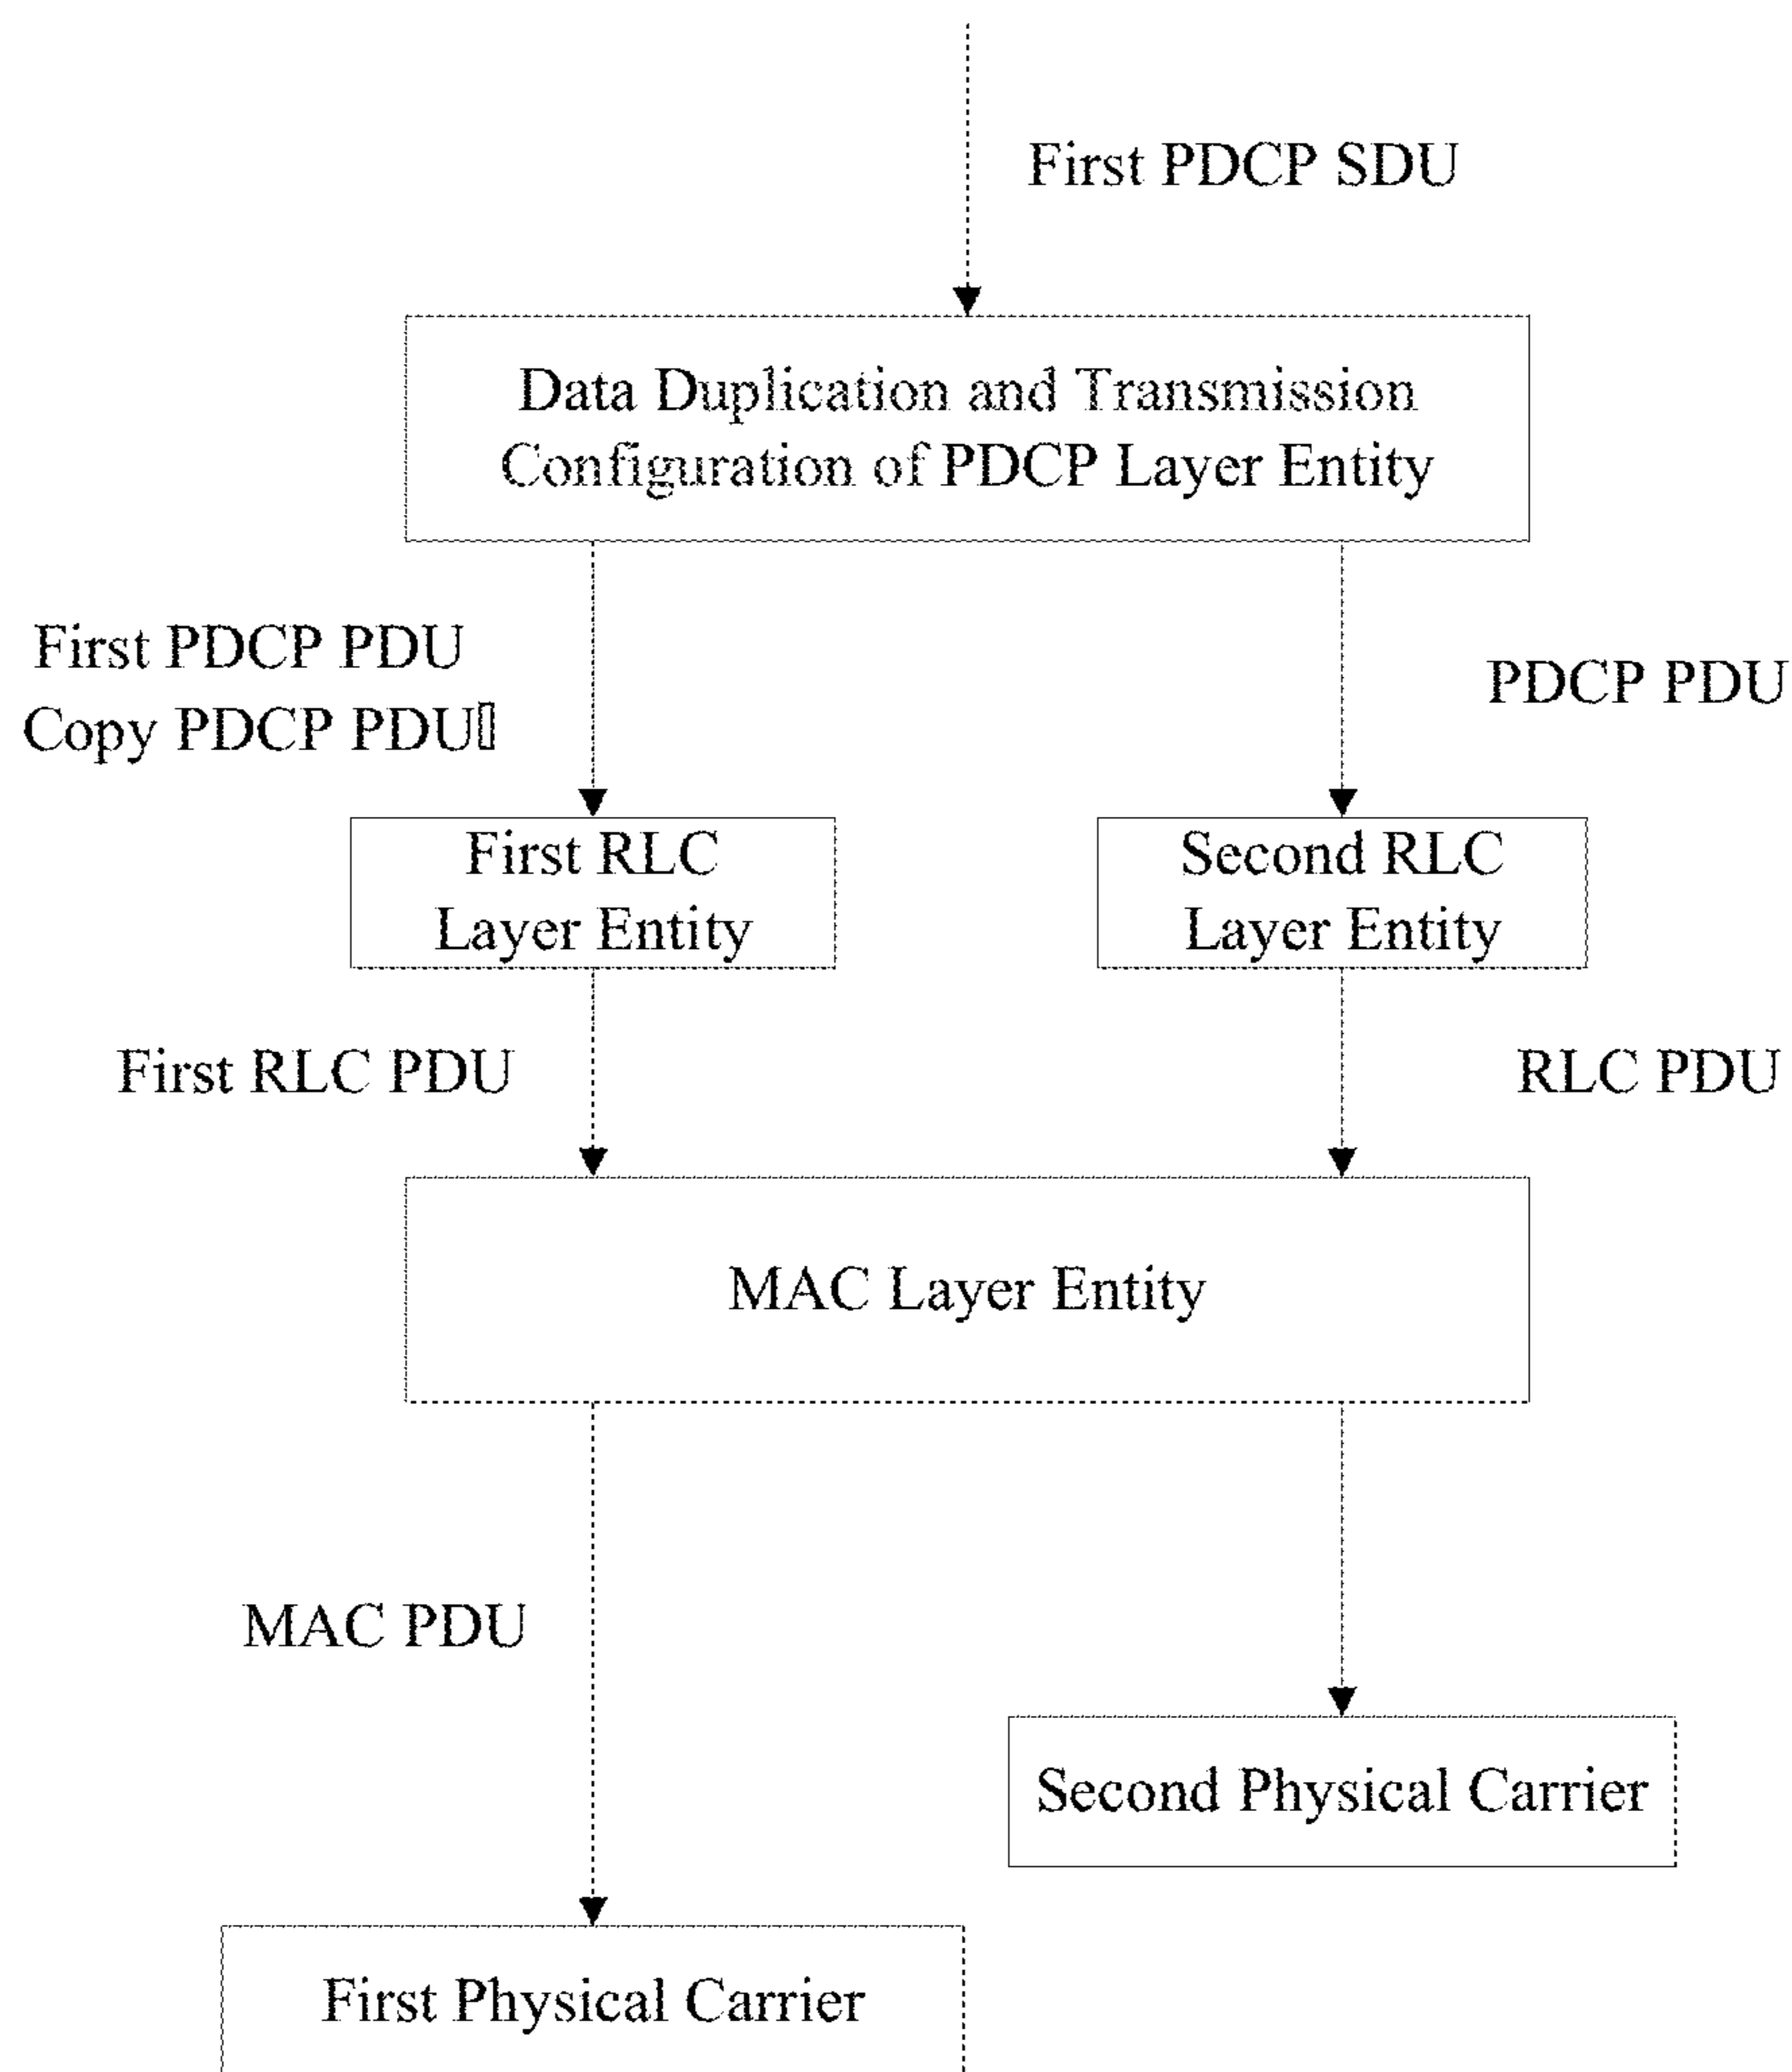 First PDCP SDU
Data Duplication and Transmission
Configuration of PDCP Layer Entity
First PDCP PDU
Copy PDCP PDU▯
PDCP PDU
First RLC
Layer Entity
Second RLC
Layer Entity
First RLC PDU
RLC PDU
MAC Layer Entity
MAC PDU
Second Physical Carrier
First Physical Carrier